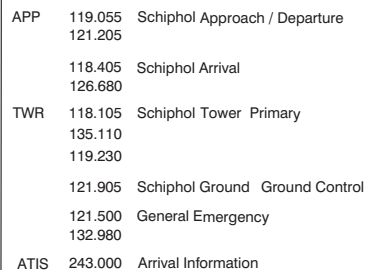 APP 119.055 Schiphol Approach / Departure
121.205
118.405 Schiphol Arrival
126.680
TWR 118.105 Schiphol Tower Primary
135.110
119.230
121.905 Schiphol Ground Ground Control
121.500 General Emergency
132.980
ATIS 243.000 Arrival Information